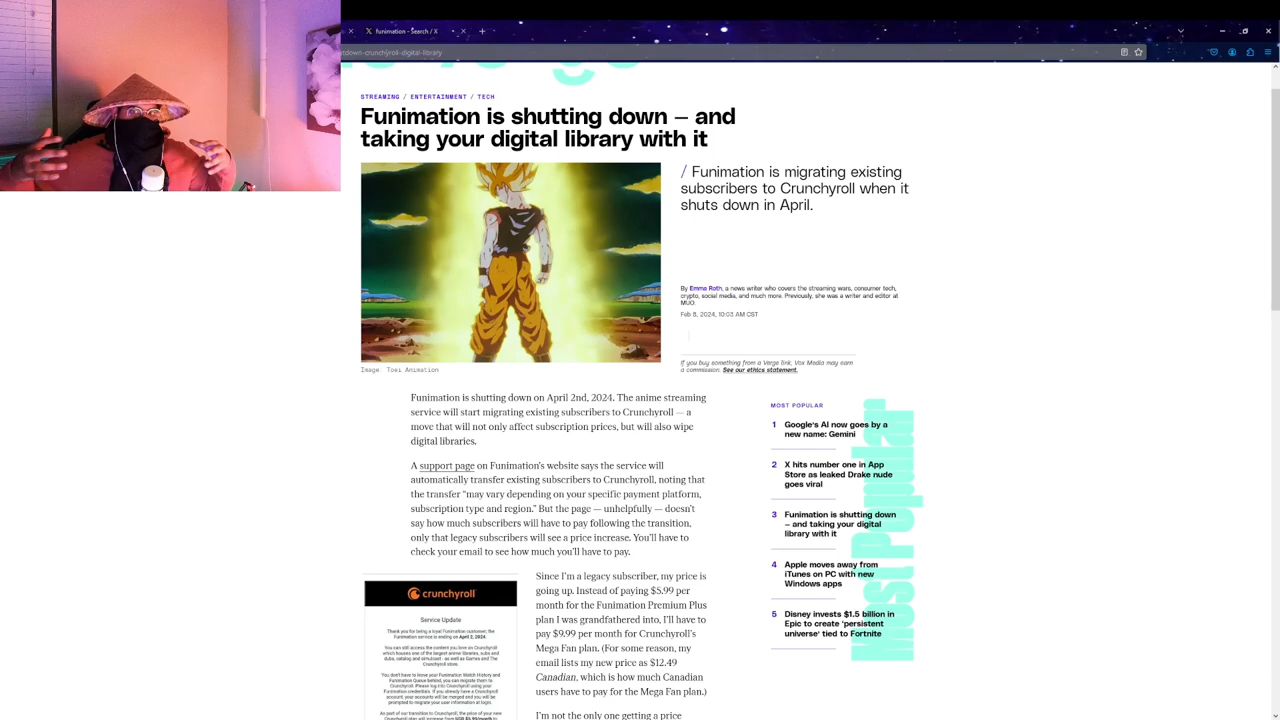 funimation - Search / X
tdown-crunchyroll-digital-library
STREAMING / ENTERTAINMENT / TECH
Funimation is shutting down — and
taking your digital library with it
/ Funimation is migrating existing
subscribers to Crunchyroll when it
shuts down in April.
By Emma Roth, a news writer who covers the streaming wars, consumer tech,
crypto, social media, and much more. Previously, she was a writer and editor at
MUO.
Feb 8, 2024, 10:03 AM CST
If you buy something from a Verge link, Vox Media may earn
a commission. See our ethics statement.
Image: Toei Animation
Funimation is shutting down on April 2nd, 2024. The anime streaming
service will start migrating existing subscribers to Crunchyroll — a
move that will not only affect subscription prices, but will also wipe
digital libraries.
A support page on Funimation's website says the service will
automatically transfer existing subscribers to Crunchyroll, noting that
the transfer "may vary depending on your specific payment platform,
subscription type and region." But the page — unhelpfully — doesn't
say how much subscribers will have to pay following the transition,
only that legacy subscribers will see a price increase. You'll have to
check your email to see how much you'll have to pay.
crunchyroll
Service Update
Thank you for being a loyal Funimation customer; the
Funimation service is ending on April 2, 2024.
You can still access the content you love on Crunchyroll
which houses one of the largest anime libraries, subs and
dubs, catalog and simulcast - as well as Games and The
Crunchyroll store.
You don't have to leave your Funimation Watch History and
Funimation Queue behind, you can migrate them to
Crunchyroll. Please log into Crunchyroll using your
Funimation credentials. If you already have a Crunchyroll
account, your accounts will be merged and you will be
prompted to migrate your user information at login.
As part of our transition to Crunchyroll, the price of your new
Since I'm a legacy subscriber, my price is
going up. Instead of paying $5.99 per
month for the Funimation Premium Plus
plan I was grandfathered into, I'll have to
pay $9.99 per month for Crunchyroll's
Mega Fan plan. (For some reason, my
email lists my new price as $12.49
Canadian, which is how much Canadian
users have to pay for the Mega Fan plan.)
I'm not the only one getting a price
MOST POPULAR
Most Popular
1 Google's AI now goes by a
new name: Gemini
2 X hits number one in App
Store as leaked Drake nude
goes viral
3 Funimation is shutting down
– and taking your digital
library with it
4 Apple moves away from
iTunes on PC with new
Windows apps
5 Disney invests $1.5 billion in
Epic to create 'persistent
universe' tied to Fortnite